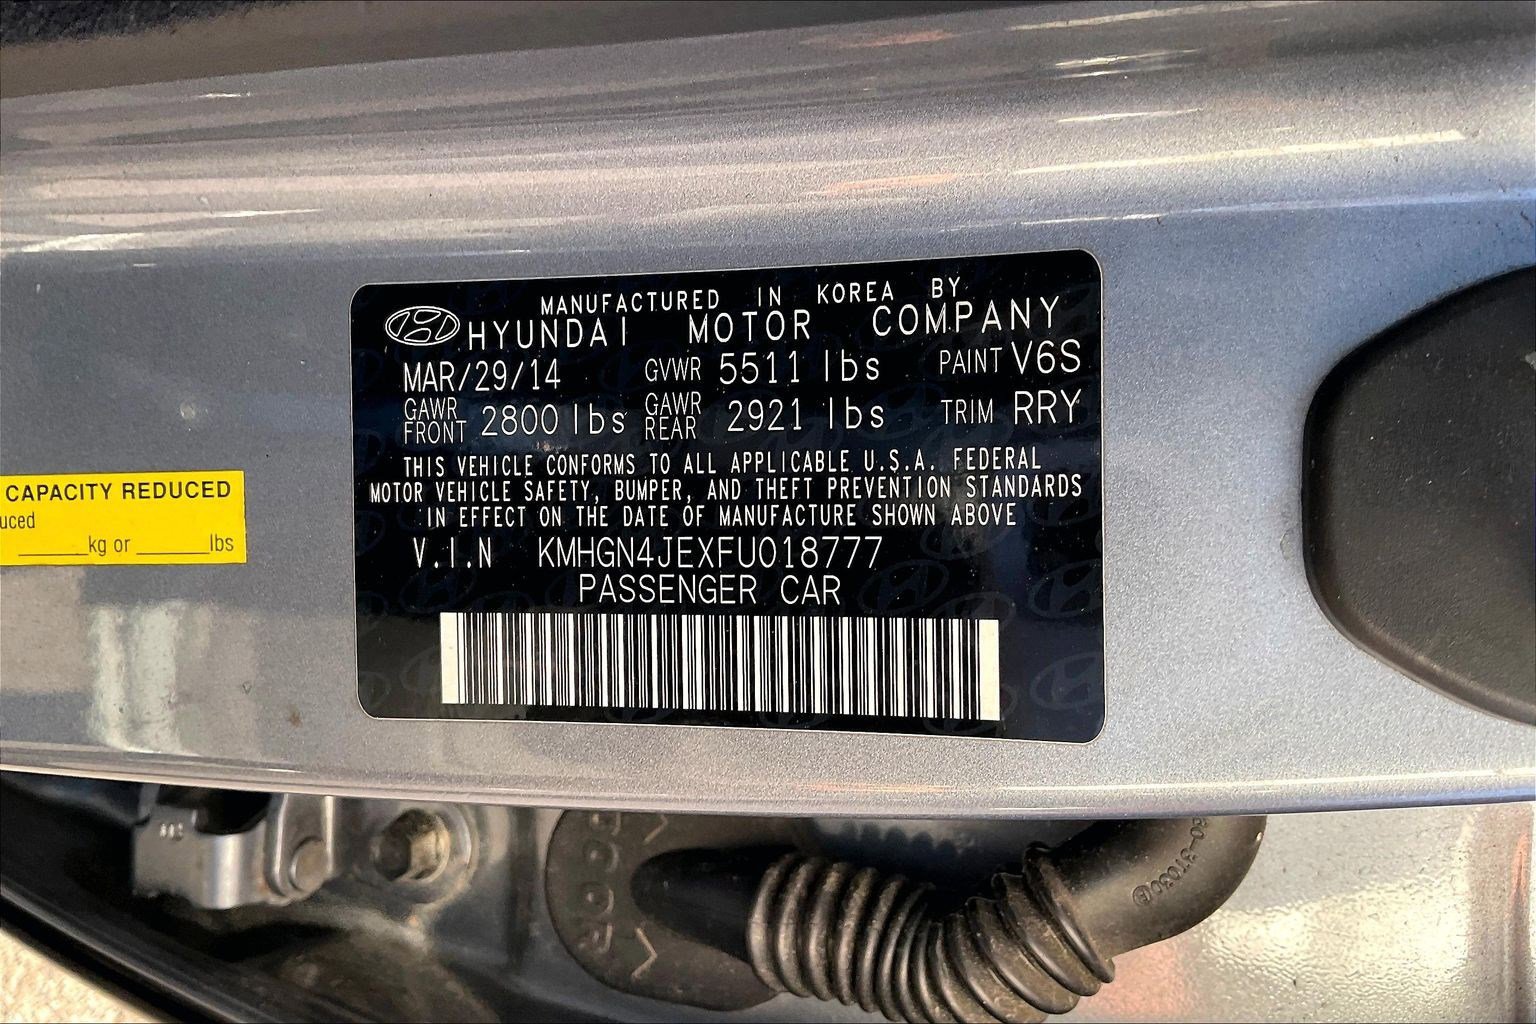 MANUFACTURED IN KOREA BY
HYUNDAI MOTOR COMPANY
MAR/29/14 GVWR 5511 lbs PAINT V6S
GAWR FRONT 2800 lbs GAWR REAR 2921 lbs TRIM RRY
THIS VEHICLE CONFORMS TO ALL APPLICABLE U.S.A. FEDERAL
MOTOR VEHICLE SAFETY, BUMPER, AND THEFT PREVENTION STANDARDS
IN EFFECT ON THE DATE OF MANUFACTURE SHOWN ABOVE
V.I.N KMHGN4JEXFU018777
PASSENGER CAR
CAPACITY REDUCED
uced
______kg or ______lbs